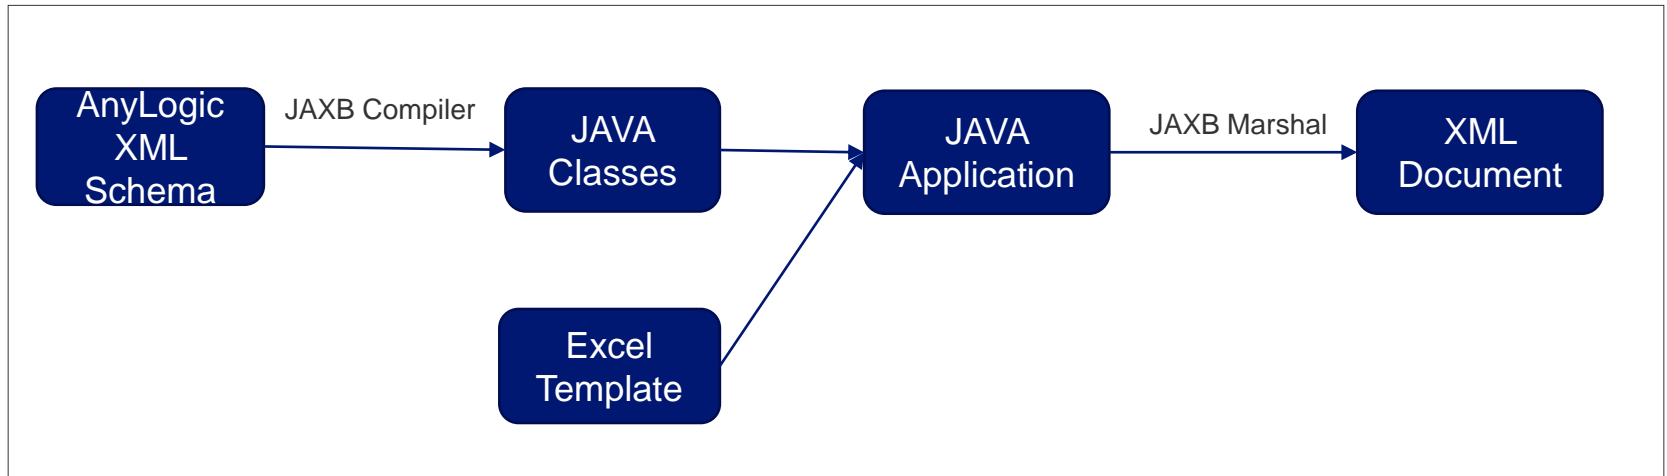 AnyLogic
XML
Schema
JAXB Compiler
JAVA
Classes
JAVA
Application
JAXB Marshal
XML
Document
Excel
Template